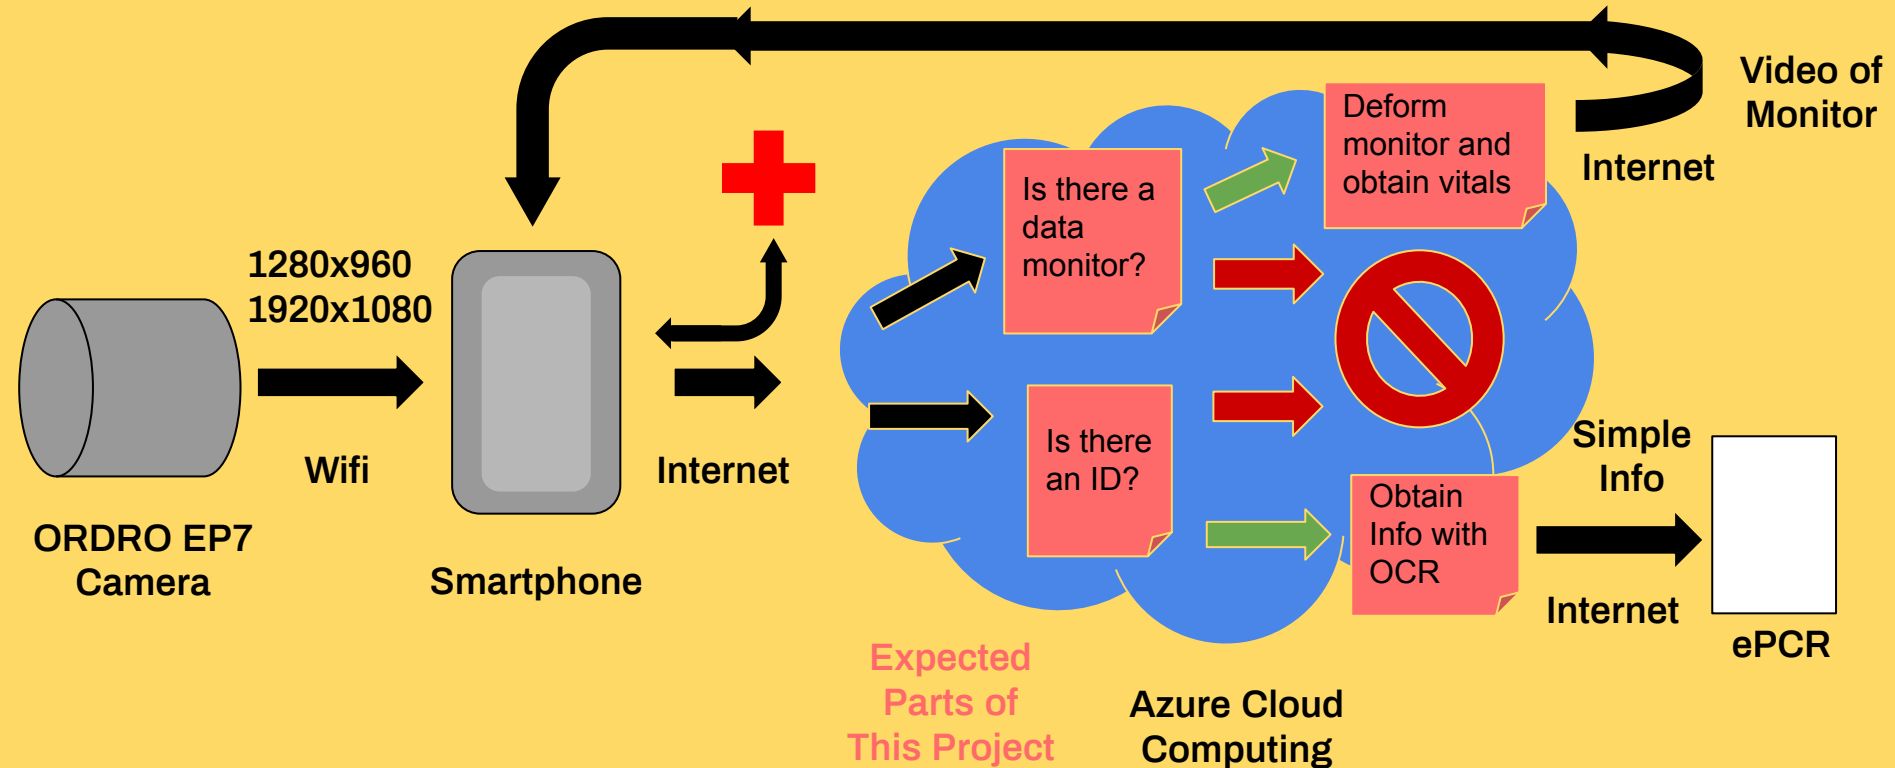 Video of
Monitor
Internet
Deform
monitor and
obtain vitals
Is there a
data
monitor?
1280x960
1920x1080
Wifi
Internet
Is there
an ID?
Obtain
Info with
OCR
Simple
Info
Internet
ePCR
ORDRO EP7
Camera
Smartphone
Expected
Parts of
This Project
Azure Cloud
Computing